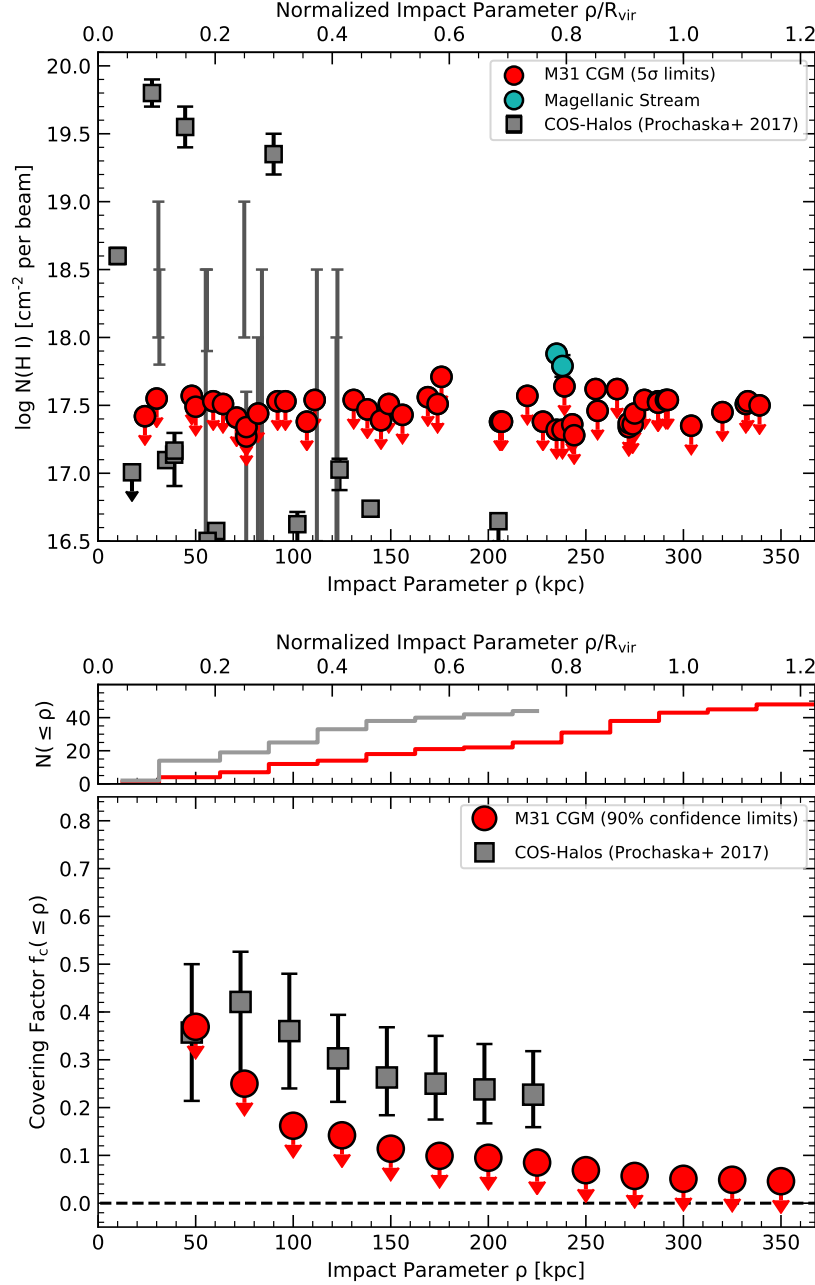 Normalized Impact Parameter ρ/Rvir
0.0 0.2 0.4 0.6 0.8 1.0 1.2
M31 CGM (5σ limits)
Magellanic Stream
COS-Halos (Prochaska+ 2017)
log N(H I) [cm⁻² per beam]
20.0
19.5
19.0
18.5
18.0
17.5
17.0
16.5
0 50 100 150 200 250 300 350
Impact Parameter ρ (kpc)
Normalized Impact Parameter ρ/Rvir
0.0 0.2 0.4 0.6 0.8 1.0 1.2
N(≤ρ)
40
20
0
M31 CGM (90% confidence limits)
COS-Halos (Prochaska+ 2017)
Covering Factor fc(≤ρ)
0.8
0.7
0.6
0.5
0.4
0.3
0.2
0.1
0.0
0 50 100 150 200 250 300 350
Impact Parameter ρ [kpc]